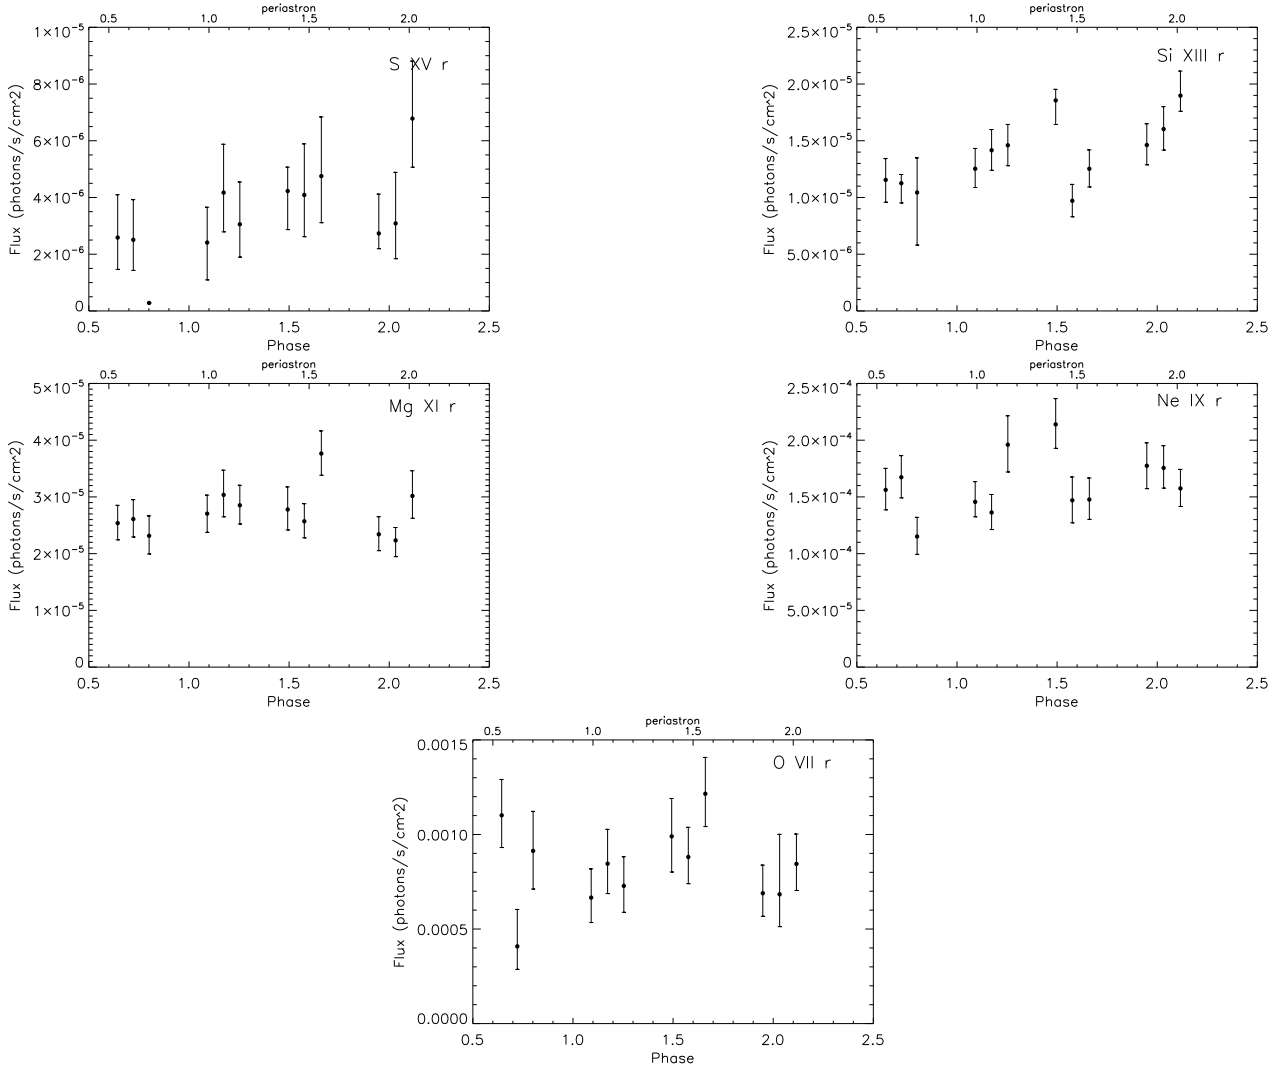 periastron
0.5 1.0 1.5 2.0
1×10^-5
8×10^-6
6×10^-6
4×10^-6
2×10^-6
0
Flux (photons/s/cm^2)
S XV r
0.5 1.0 1.5 2.0 2.5
Phase
periastron
0.5 1.0 1.5 2.0
2.5×10^-5
2.0×10^-5
1.5×10^-5
1.0×10^-5
5.0×10^-6
0
Flux (photons/s/cm^2)
Si XIII r
0.5 1.0 1.5 2.0 2.5
Phase
periastron
0.5 1.0 1.5 2.0
5×10^-5
4×10^-5
3×10^-5
2×10^-5
1×10^-5
0
Flux (photons/s/cm^2)
Mg XI r
0.5 1.0 1.5 2.0 2.5
Phase
periastron
0.5 1.0 1.5 2.0
2.5×10^-4
2.0×10^-4
1.5×10^-4
1.0×10^-4
5.0×10^-5
0
Flux (photons/s/cm^2)
Ne IX r
0.5 1.0 1.5 2.0 2.5
Phase
periastron
0.5 1.0 1.5 2.0
0.0015
0.0010
0.0005
0.0000
Flux (photons/s/cm^2)
O VII r
0.5 1.0 1.5 2.0 2.5
Phase